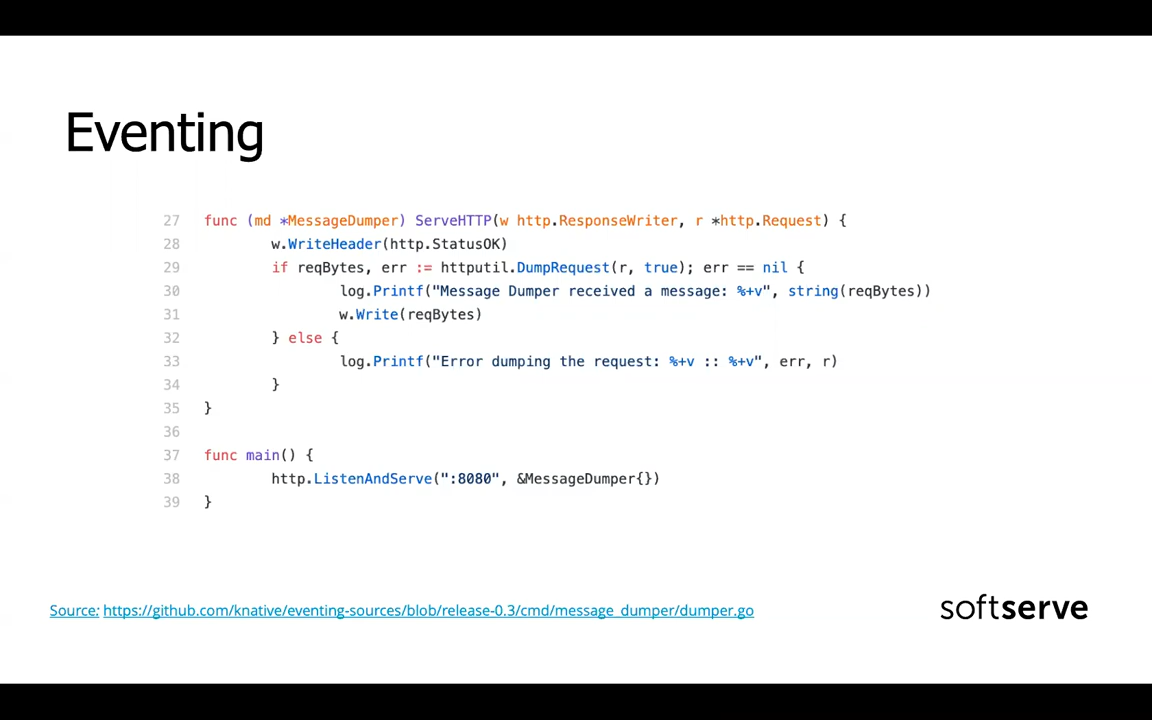 Eventing
27 func (md *MessageDumper) ServeHTTP(w http.ResponseWriter, r *http.Request) {
28 w.WriteHeader(http.StatusOK)
29 if reqBytes, err := httputil.DumpRequest(r, true); err == nil {
30 log.Printf("Message Dumper received a message: %+v", string(reqBytes))
31 w.Write(reqBytes)
32 } else {
33 log.Printf("Error dumping the request: %+v :: %+v", err, r)
34 }
35 }
36
37 func main() {
38 http.ListenAndServe(":8080", &MessageDumper{})
39 }
Source: https://github.com/knative/eventing-sources/blob/release-0.3/cmd/message_dumper/dumper.go
softserve